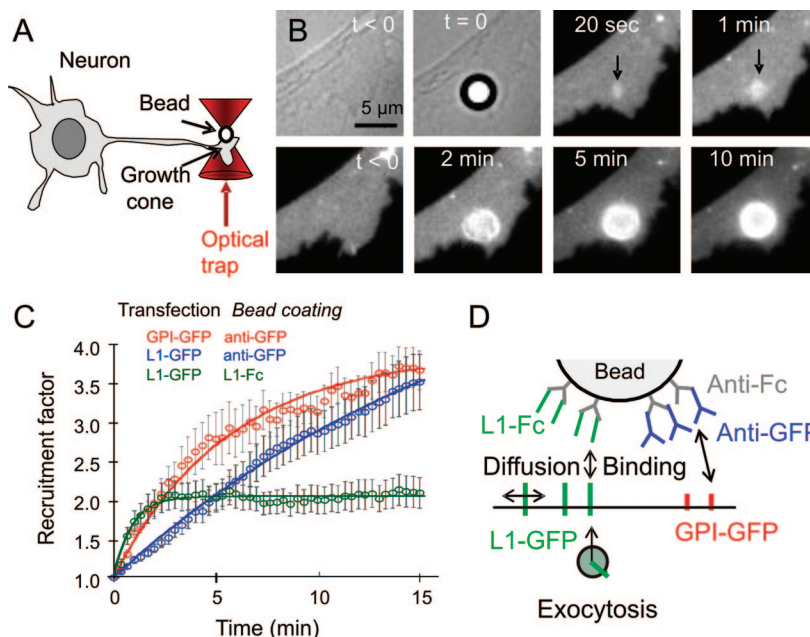 A
Neuron
Bead
Growth
cone
Optical
trap
B
t < 0
5 µm
t = 0
20 sec
1 min
t < 0
2 min
5 min
10 min
C
Transfection Bead coating
GPI-GFP anti-GFP
L1-GFP anti-GFP
L1-GFP L1-Fc
Recruitment factor
4.0
3.5
3.0
2.5
2.0
1.5
1.0
0 5 10 15
Time (min)
D
Bead
Anti-Fc
L1-Fc
Anti-GFP
Diffusion Binding
L1-GFP
GPI-GFP
Exocytosis